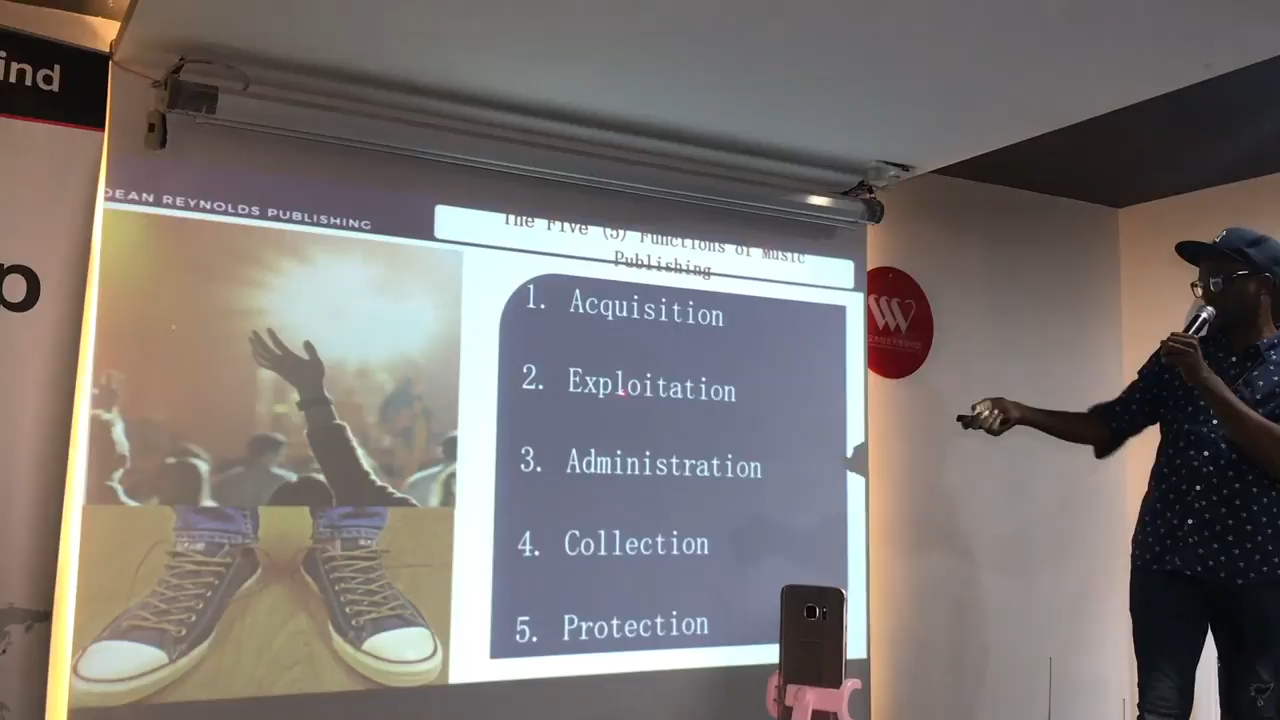 ind
p
DEAN REYNOLDS PUBLISHING
The Five (5) Functions of Music
Publishing
1. Acquisition
2. Exploitation
3. Administration
4. Collection
5. Protection